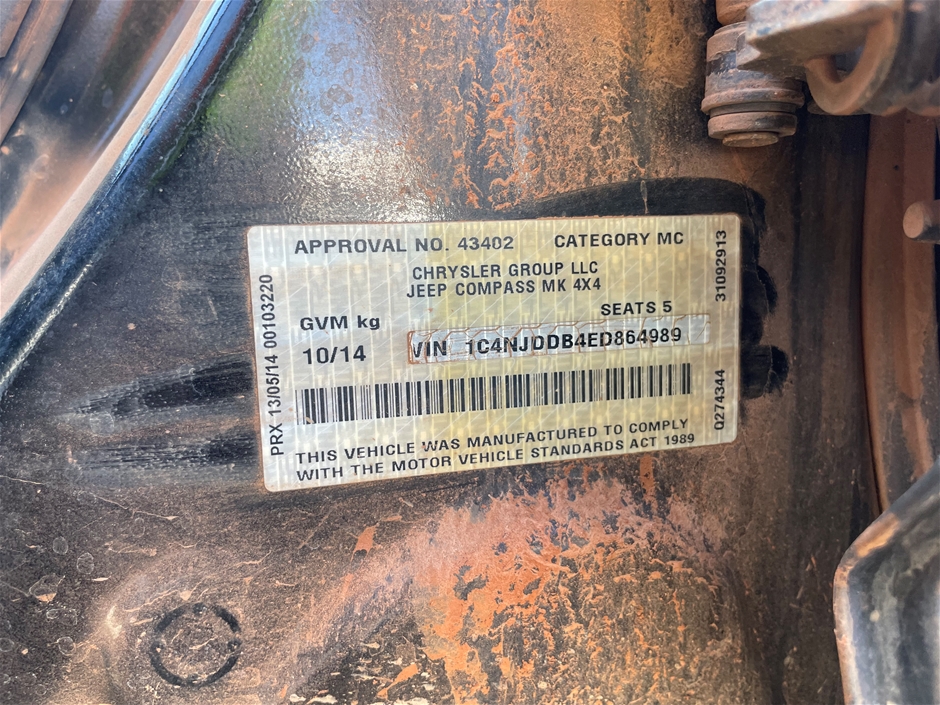 APPROVAL NO. 43402 CATEGORY MC
CHRYSLER GROUP LLC
JEEP COMPASS MK 4X4
SEATS 5
GVM kg
VIN 1C4NJDDB4ED864989
10/14
THIS VEHICLE WAS MANUFACTURED TO COMPLY
WITH THE MOTOR VEHICLE STANDARDS ACT 1989
PRX 13/05/14 00103220
31092913
Q274344